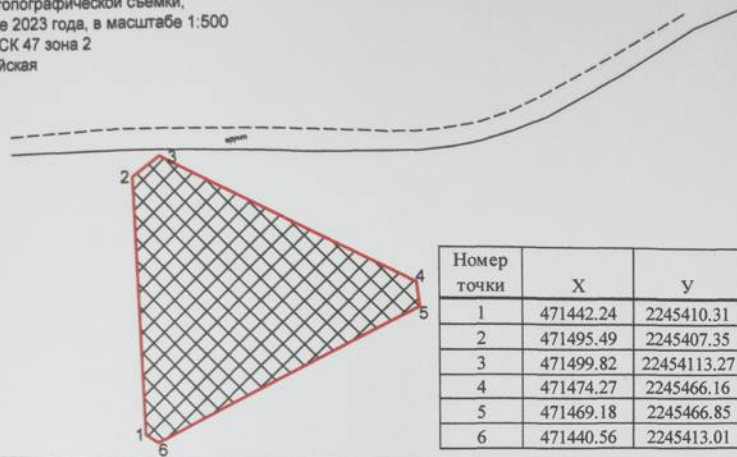 топографической съемки,
е 2023 года, в масштабе 1:500
СК 47 зона 2
йская
3
2
4
5
1
6
Номер точки X У
1 471442.24 2245410.31
2 471495.49 2245407.35
3 471499.82 22454113.27
4 471474.27 2245466.16
5 471469.18 2245466.85
6 471440.56 2245413.01